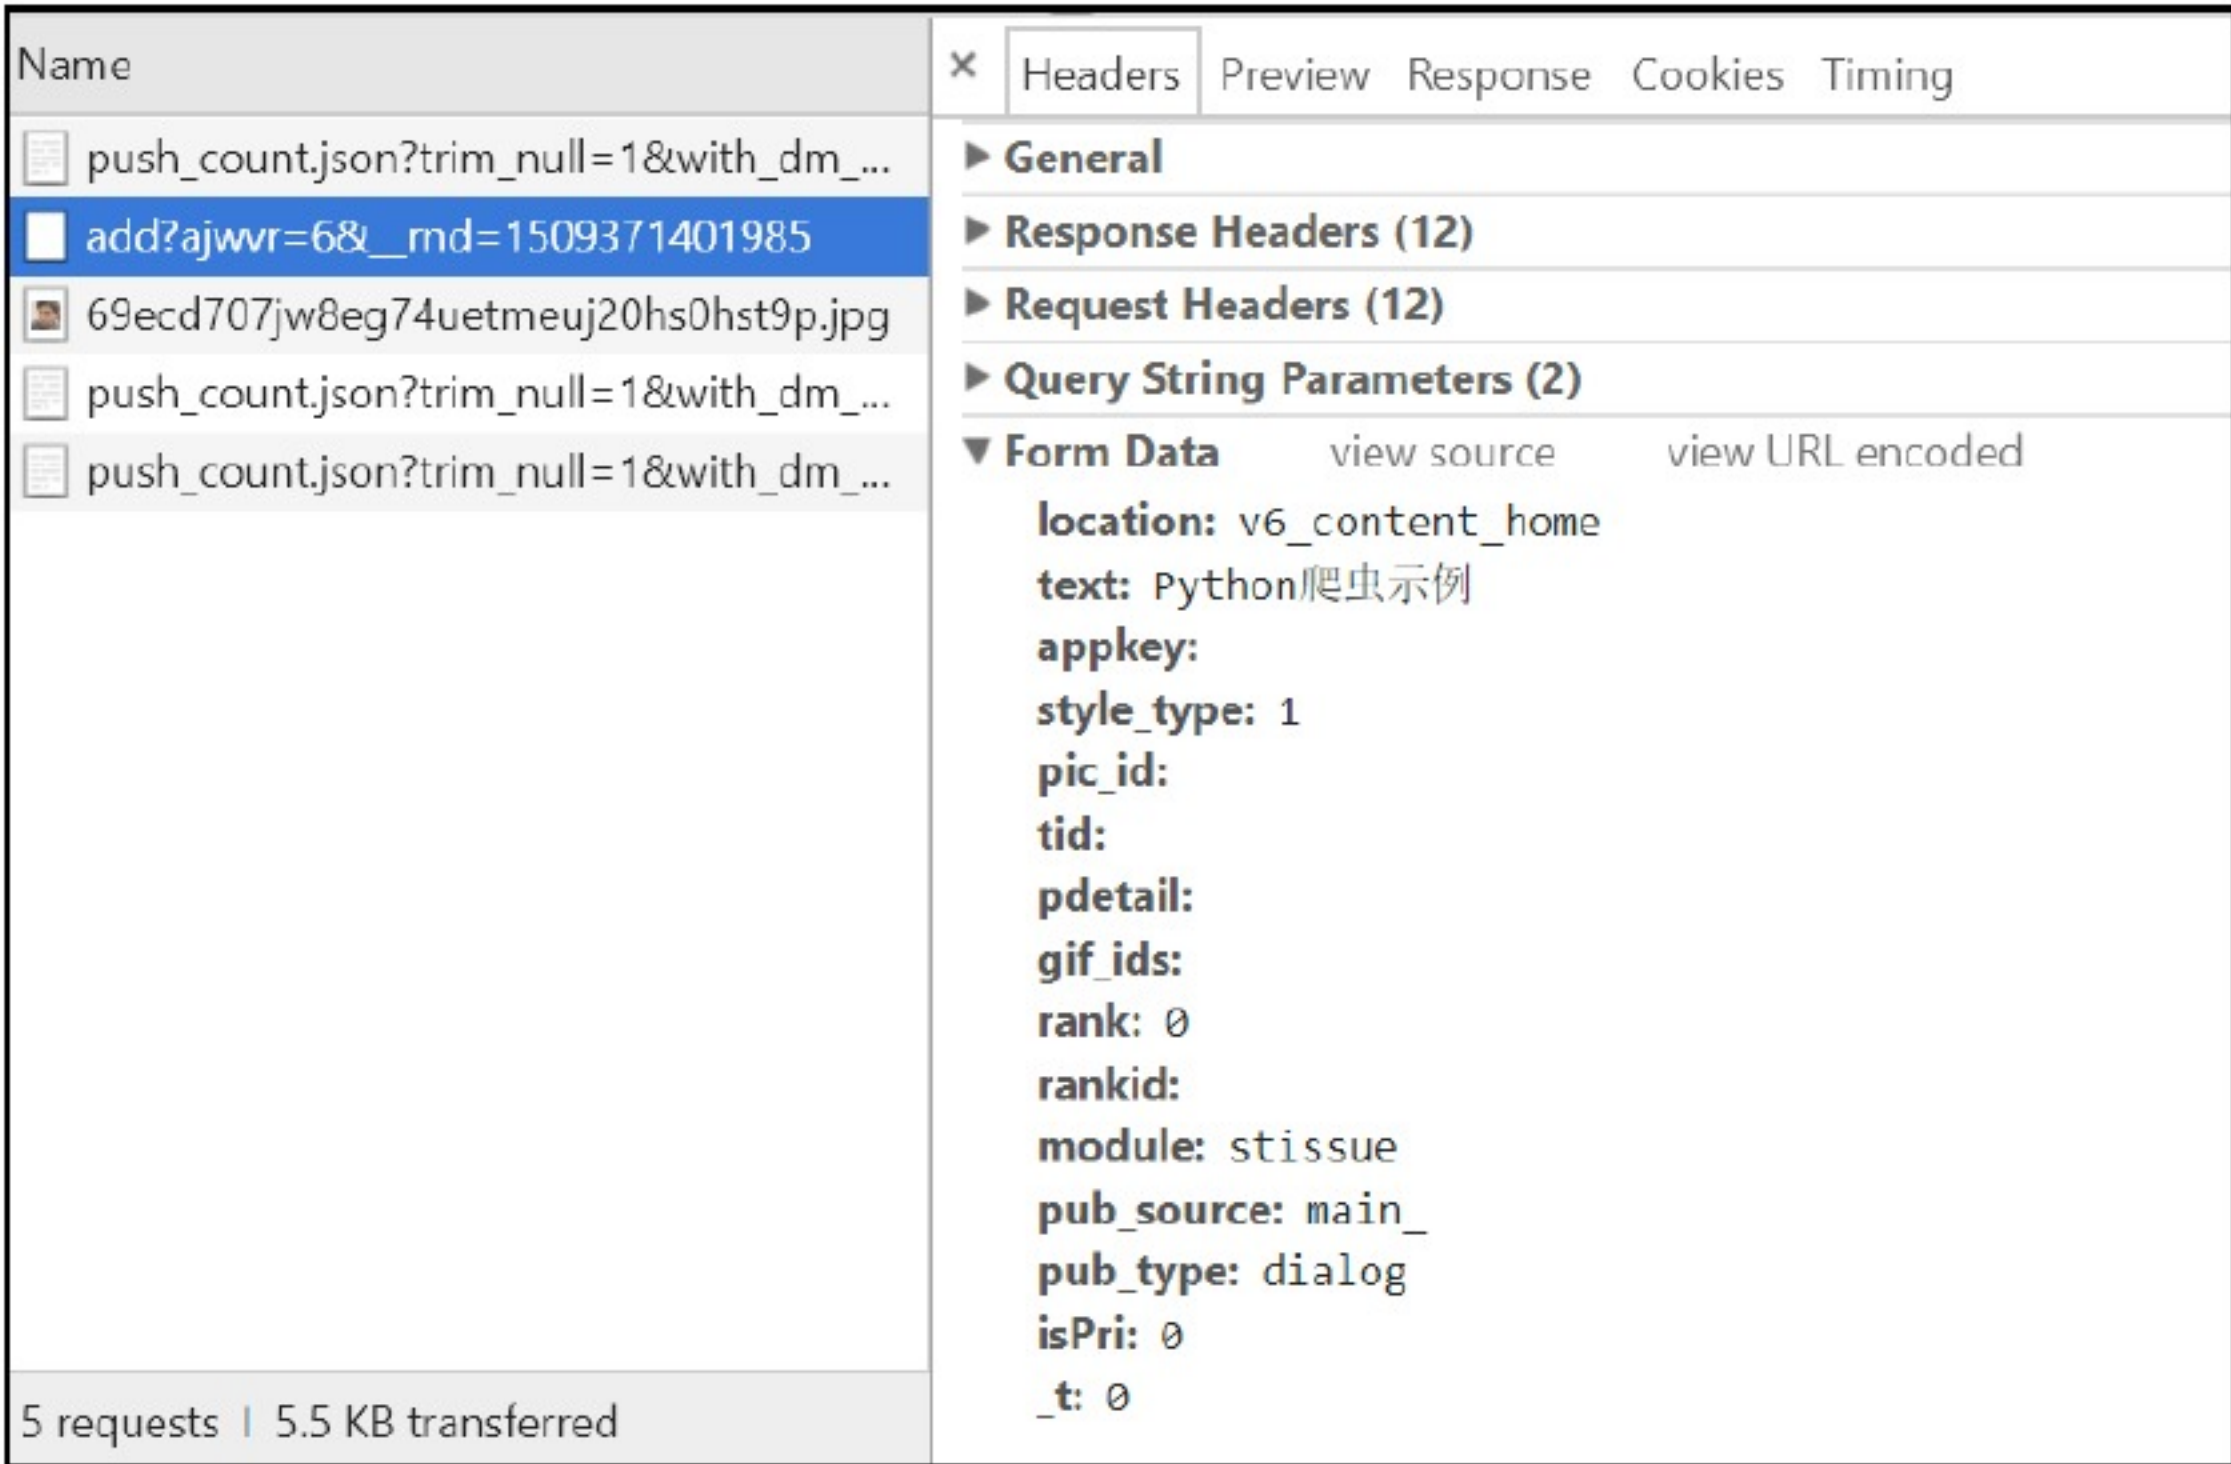 Name
push_count.json?trim_null=1&with_dm_...
add?ajwvr=6&__rnd=1509371401985
69ecd707jw8eg74uetmeuj20hs0hst9p.jpg
push_count.json?trim_null=1&with_dm_...
push_count.json?trim_null=1&with_dm_...
5 requests | 5.5 KB transferred
× Headers Preview Response Cookies Timing
▶ General
▶ Response Headers (12)
▶ Request Headers (12)
▶ Query String Parameters (2)
▼ Form Data view source view URL encoded
location: v6_content_home
text: Python爬虫示例
appkey:
style_type: 1
pic_id:
tid:
pdetail:
gif_ids:
rank: 0
rankid:
module: stissue
pub_source: main_
pub_type: dialog
isPri: 0
_t: 0